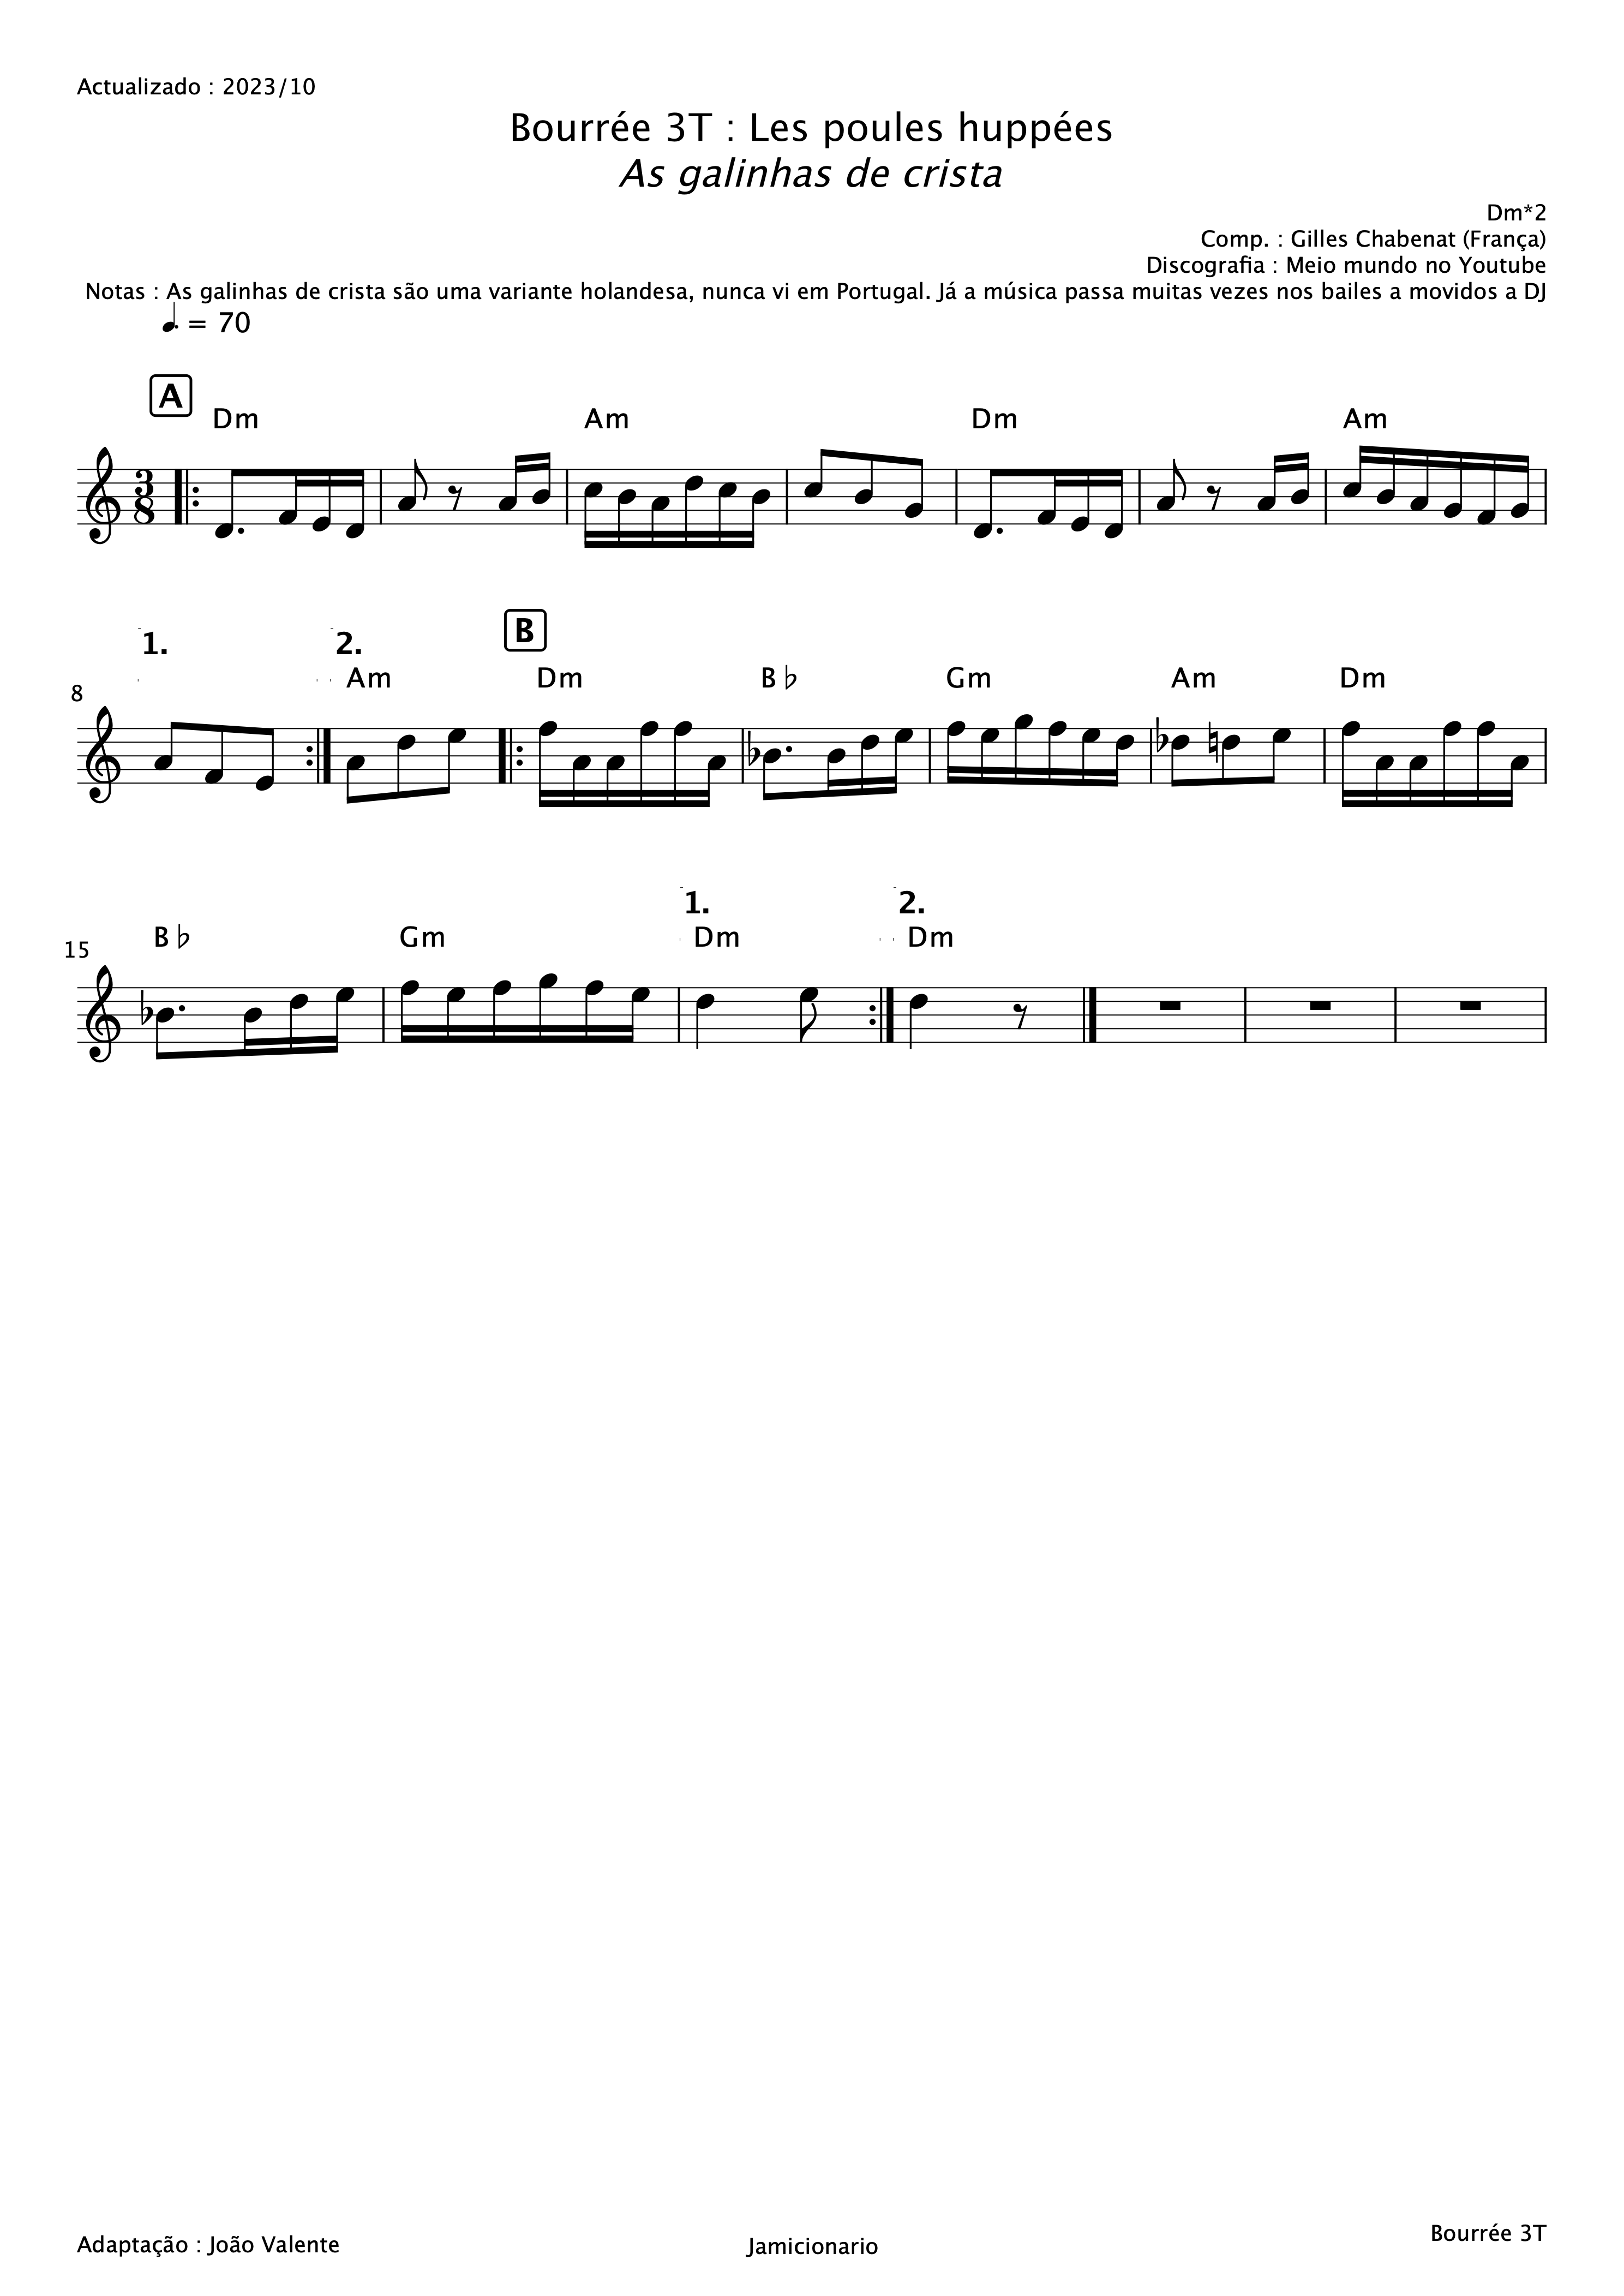 Actualizado : 2023/10
Bourrée 3T : Les poules huppées
As galinhas de crista
Dm*2
Comp. : Gilles Chabenat (França)
Discografia : Meio mundo no Youtube
Notas : As galinhas de crista são uma variante holandesa, nunca vi em Portugal. Já a música passa muitas vezes nos bailes a movidos a DJ
♩. = 70
A
Dm Am Dm Am
3
8
1. 2. B
Am Dm B♭ Gm Am Dm
8
1. 2.
B♭ Gm Dm Dm
15
Adaptação : João Valente
Jamicionario
Bourrée 3T